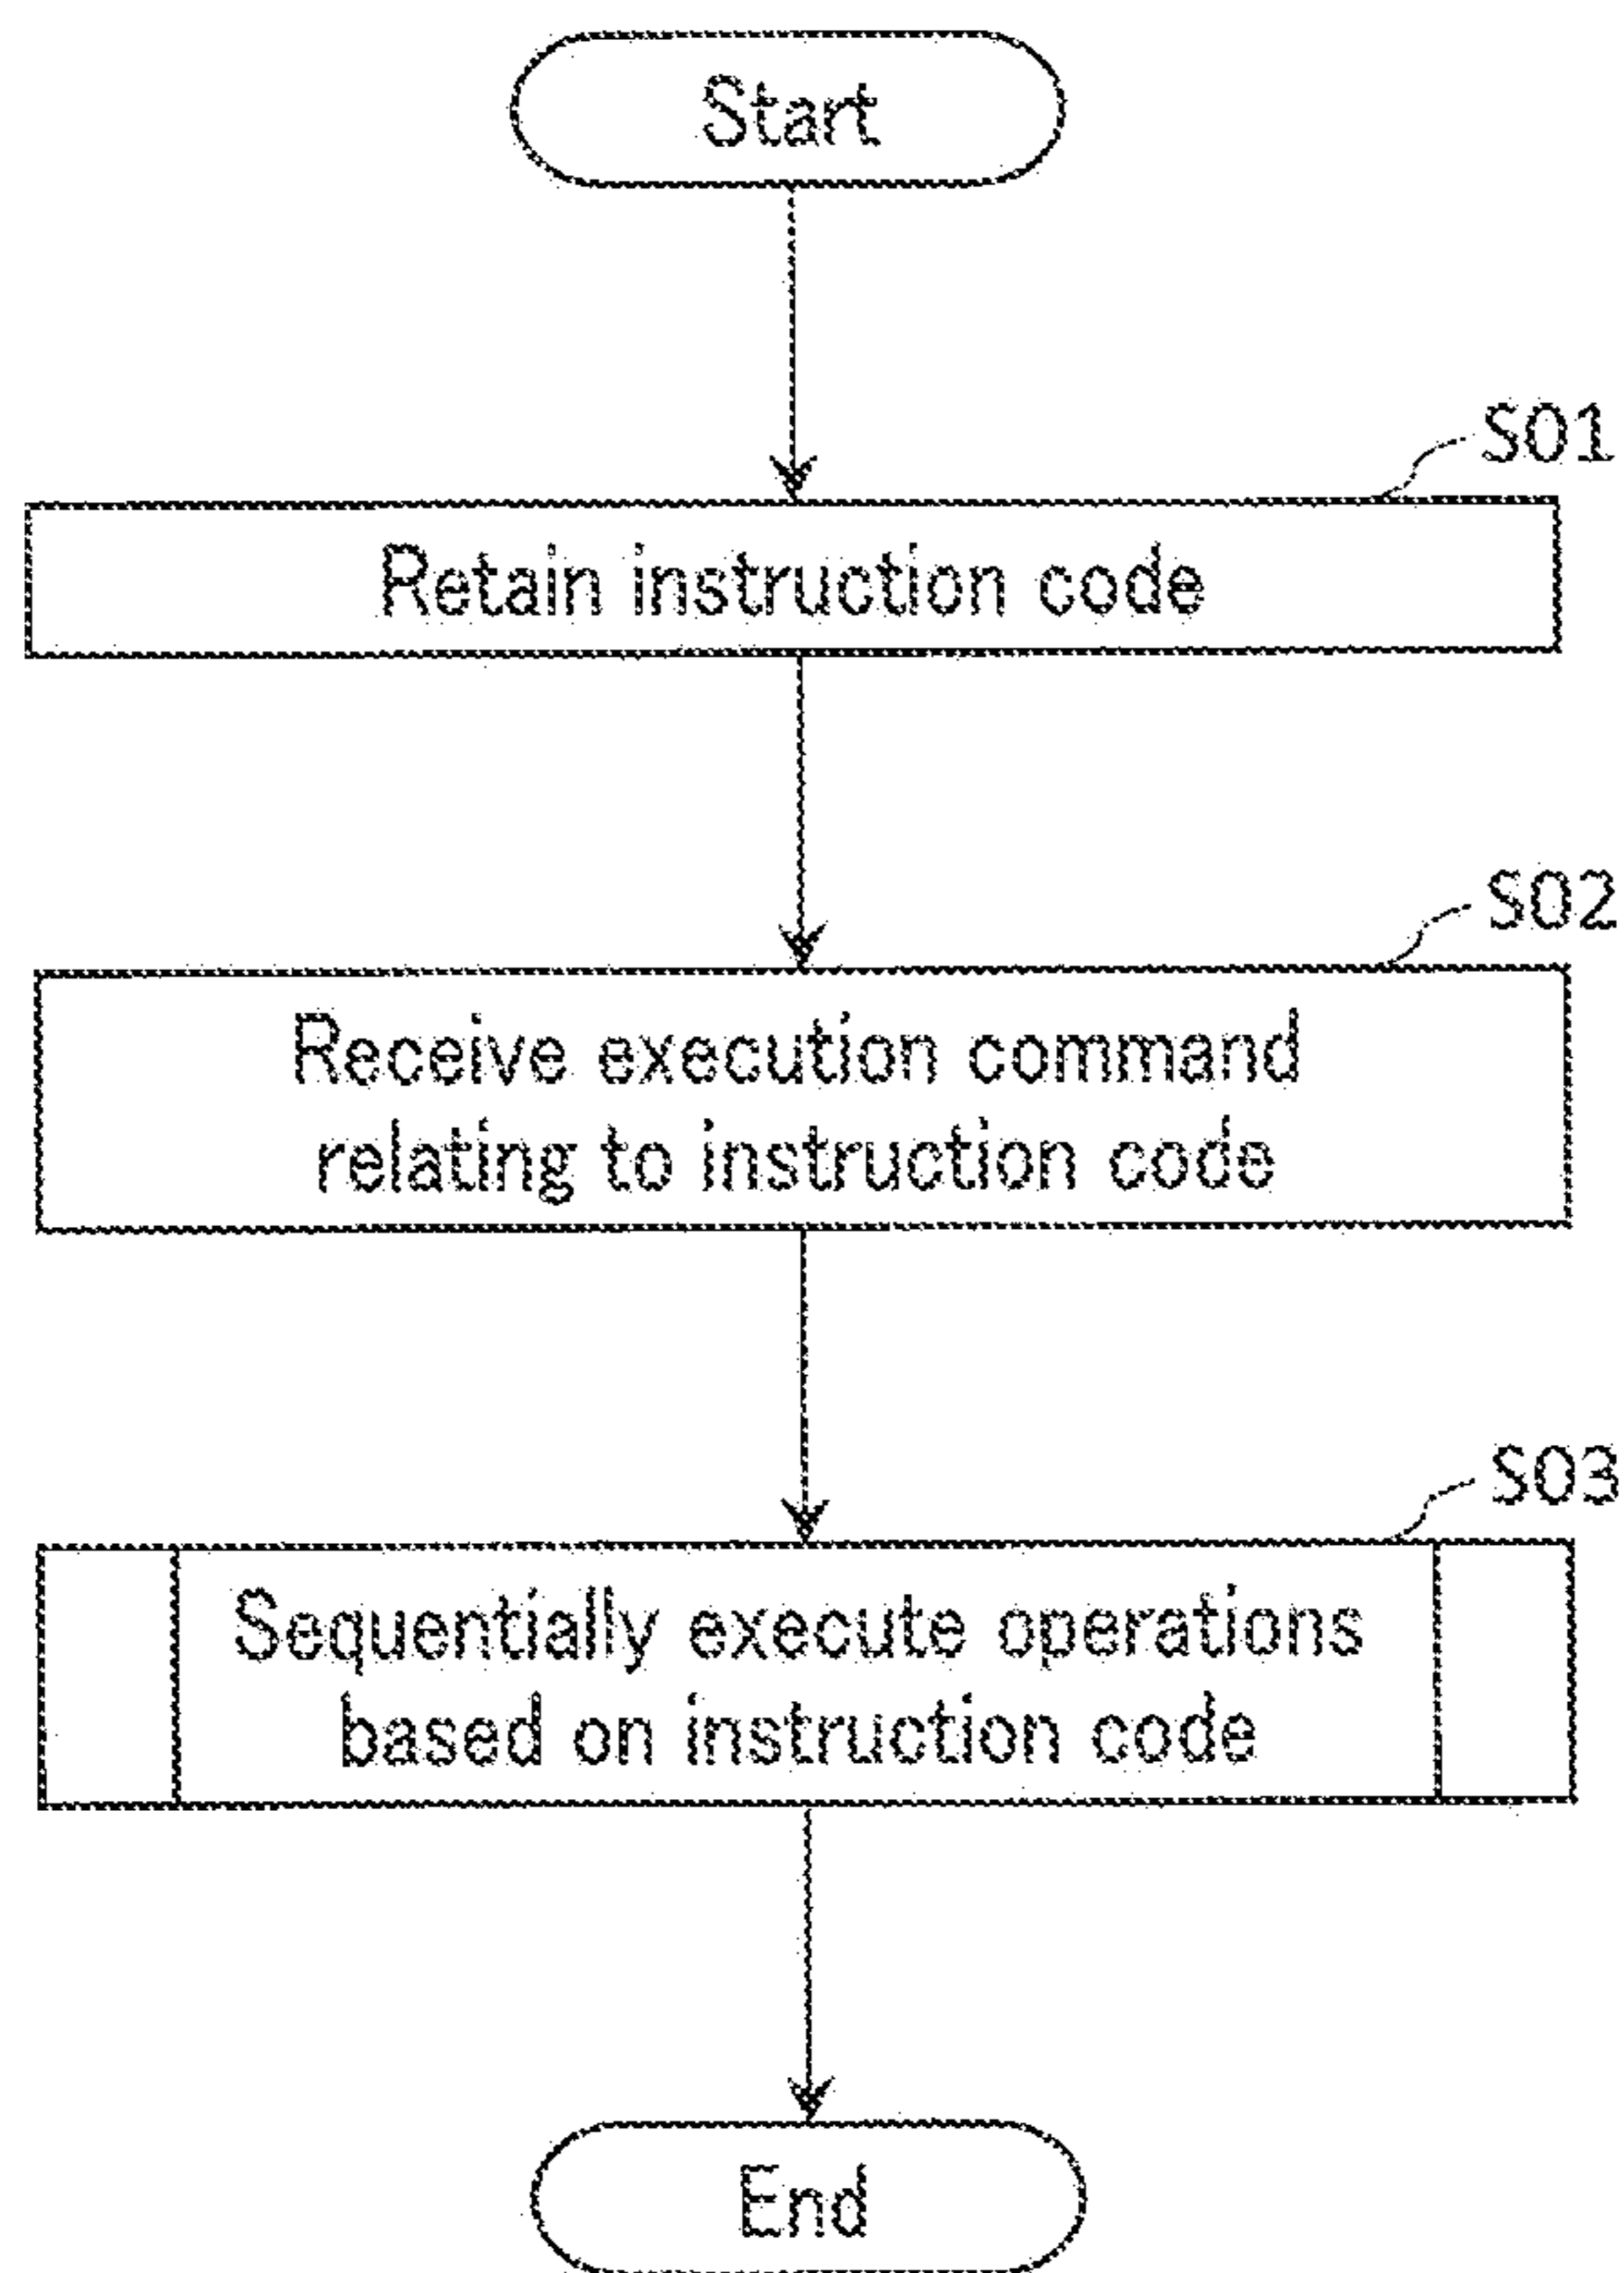 Start
S01
Retain instruction code
S02
Receive execution command
relating to instruction code
S03
Sequentially execute operations
based on instruction code
End